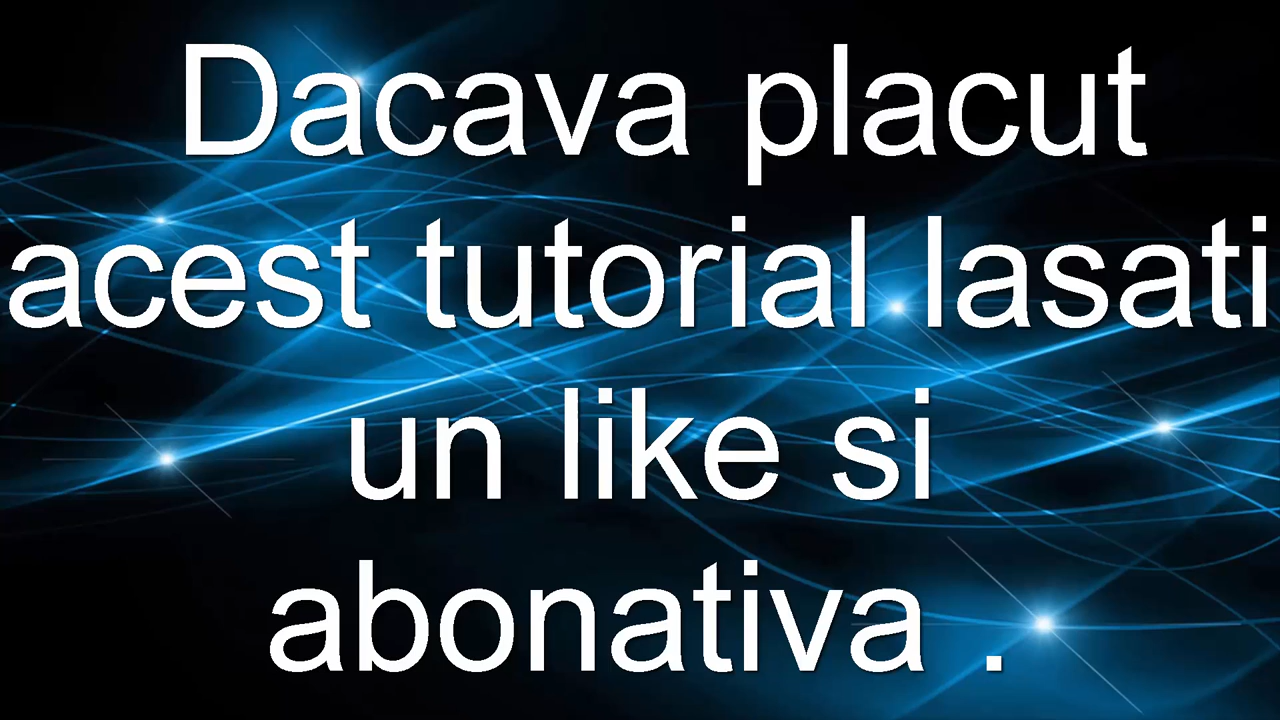 Dacava placut
acest tutorial lasati
un like si
abonativa .